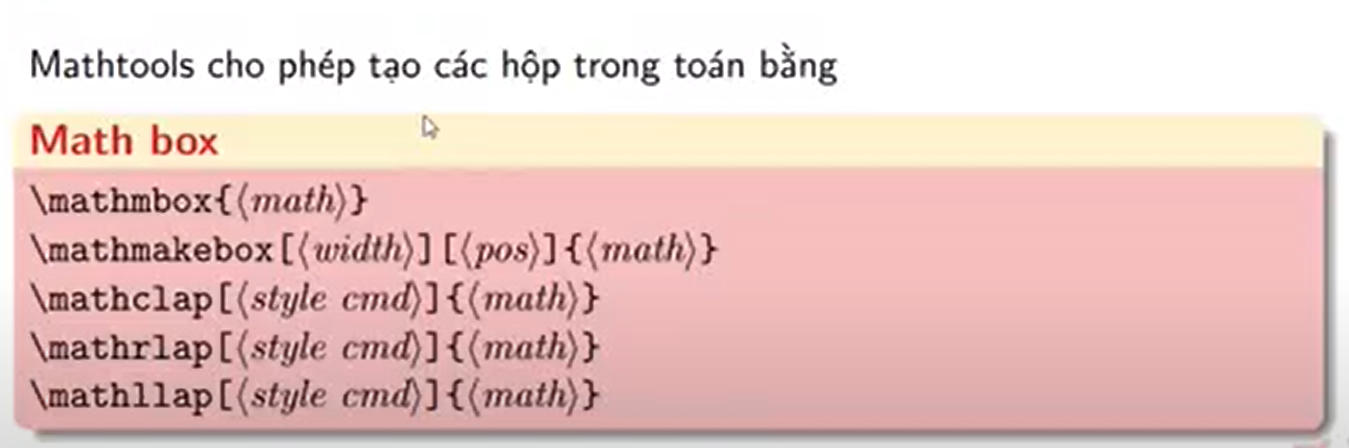 Mathtools cho phép tạo các hộp trong toán bằng
Math box
\mathmbox{⟨math⟩}
\mathmakebox[⟨width⟩][⟨pos⟩]{⟨math⟩}
\mathclap[⟨style cmd⟩]{⟨math⟩}
\mathrlap[⟨style cmd⟩]{⟨math⟩}
\mathllap[⟨style cmd⟩]{⟨math⟩}